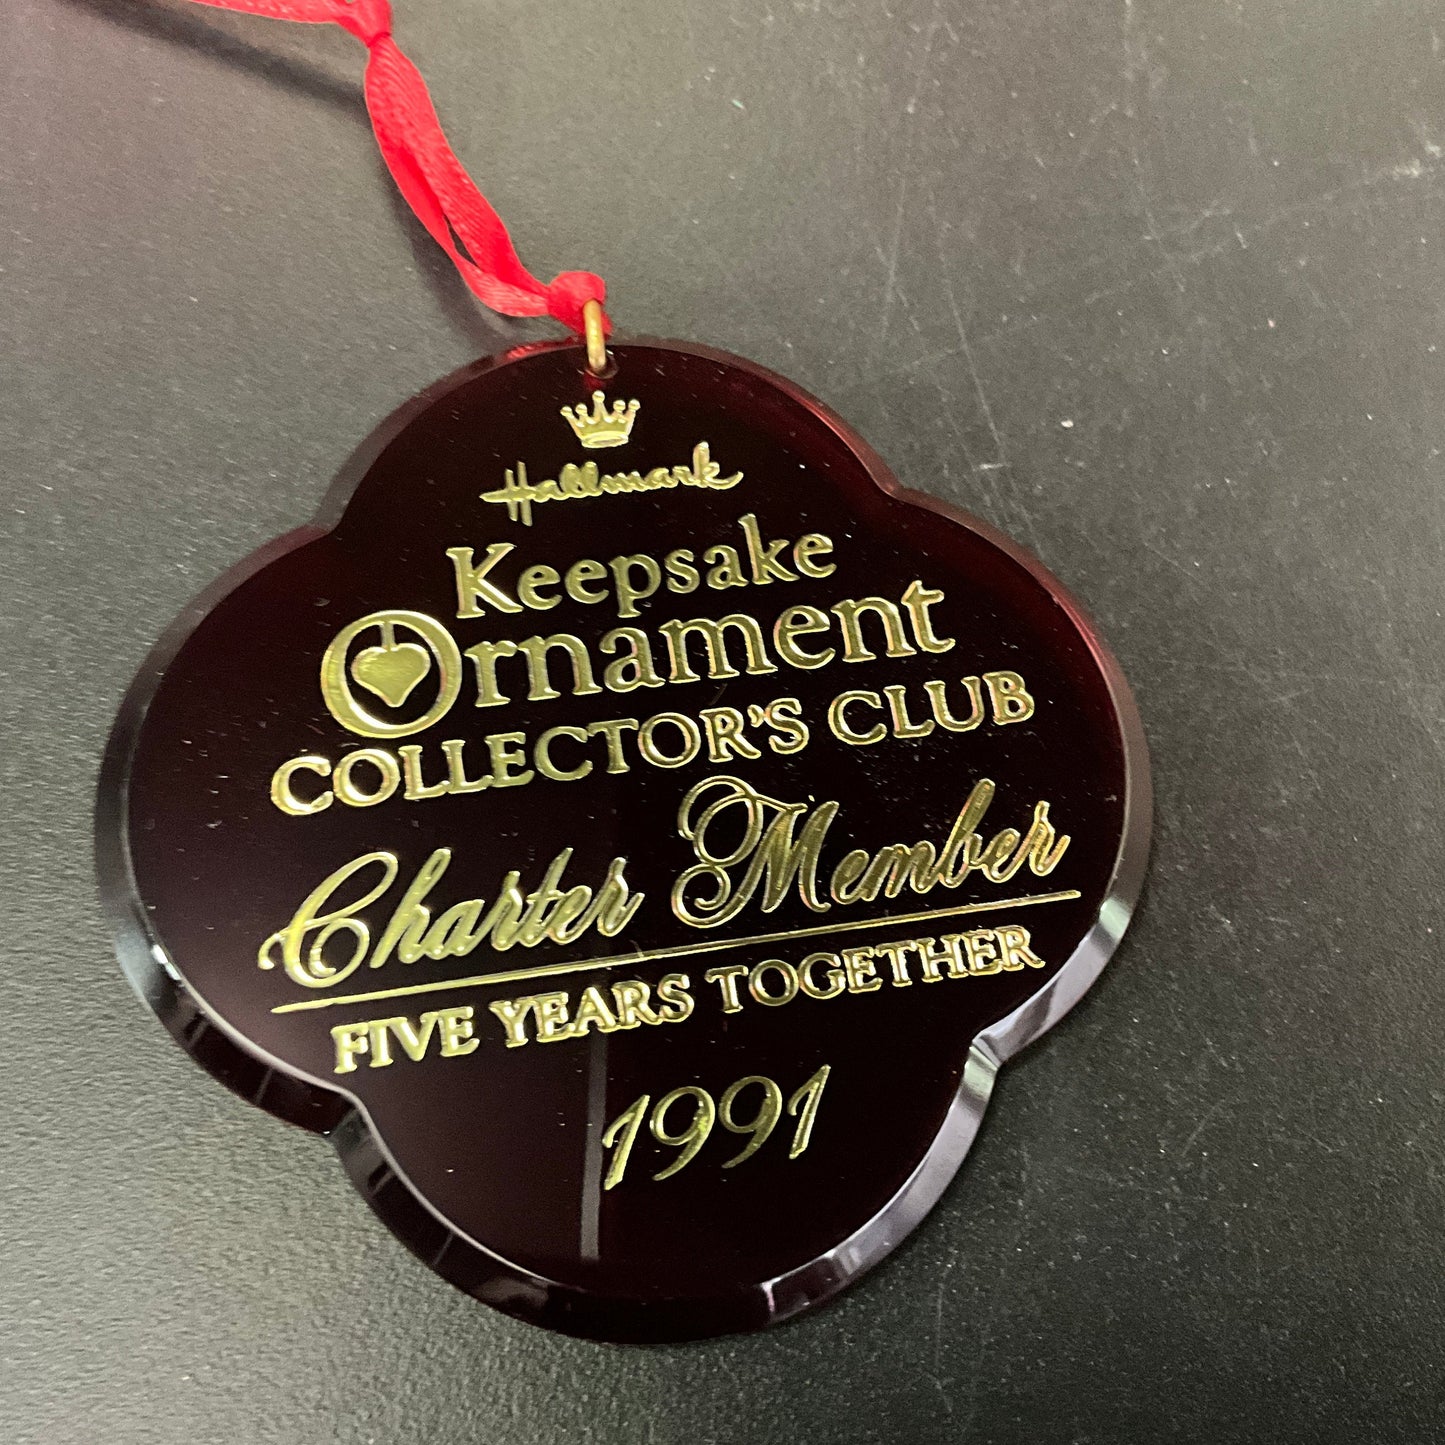 Hallmark
Keepsake
Ornament
COLLECTOR'S CLUB
Charter Member
FIVE YEARS TOGETHER
1991